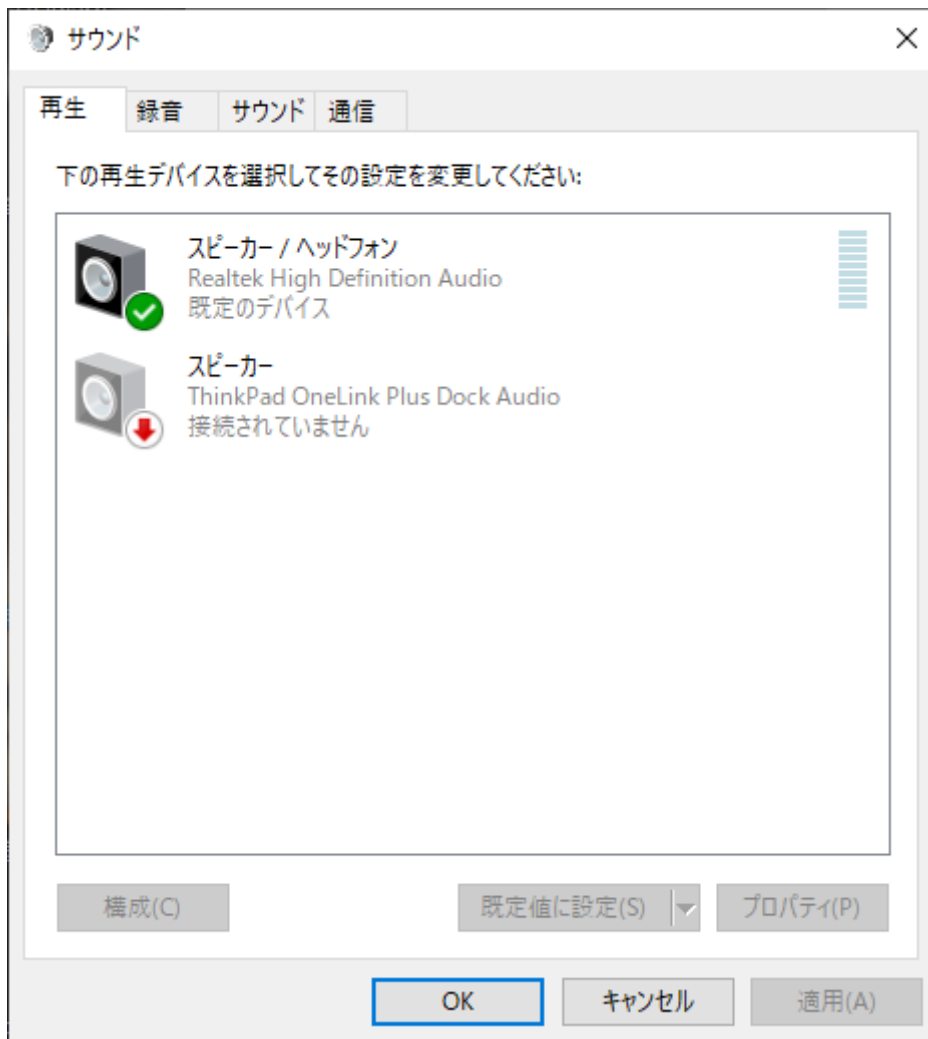 サウンド
再生
録音
サウンド
通信
下の再生デバイスを選択してその設定を変更してください:
スピーカー / ヘッドフォン
Realtek High Definition Audio
既定のデバイス
スピーカー
ThinkPad OneLink Plus Dock Audio
接続されていません
構成(C)
既定値に設定(S)
プロパティ(P)
OK
キャンセル
適用(A)